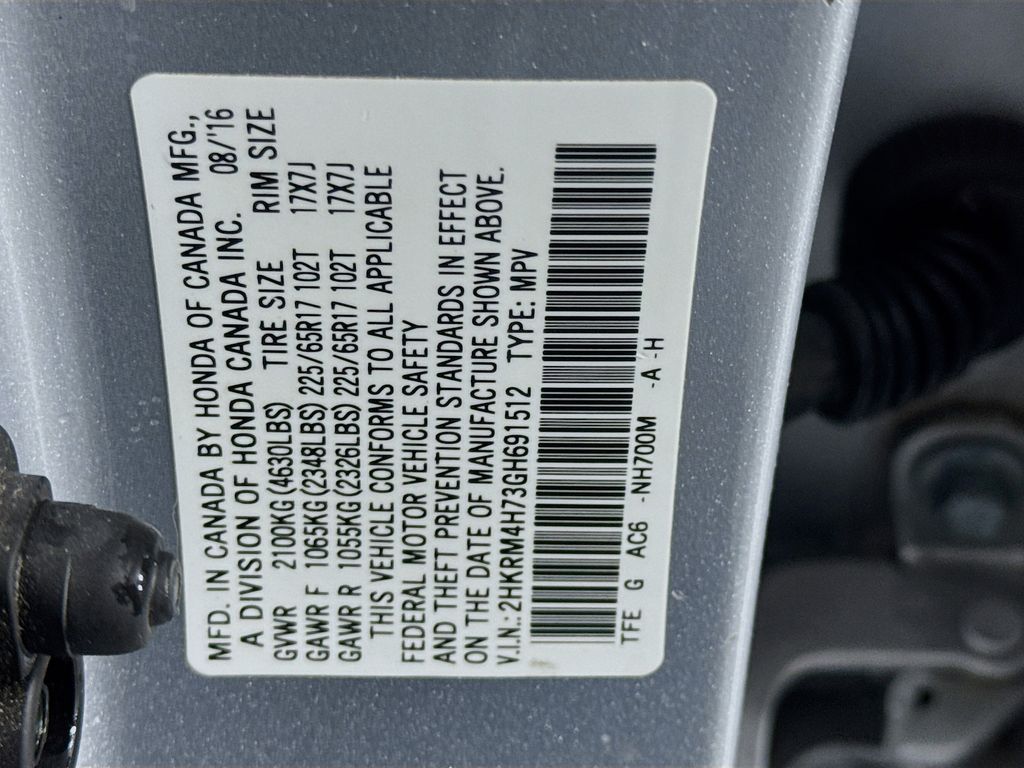 MFD. IN CANADA BY HONDA OF CANADA MFG.,
A DIVISION OF HONDA CANADA INC. 08/'16
GVWR 2100KG(4630LBS) TIRE SIZE RIM SIZE
GAWR F 1065KG(2348LBS) 225/65R17 102T 17X7J
GAWR R 1055KG(2326LBS) 225/65R17 102T 17X7J
THIS VEHICLE CONFORMS TO ALL APPLICABLE
FEDERAL MOTOR VEHICLE SAFETY
AND THEFT PREVENTION STANDARDS IN EFFECT
ON THE DATE OF MANUFACTURE SHOWN ABOVE.
V.I.N.:2HKRM4H73GH691512 TYPE: MPV
TFE G AC6 -NH700M -A -H